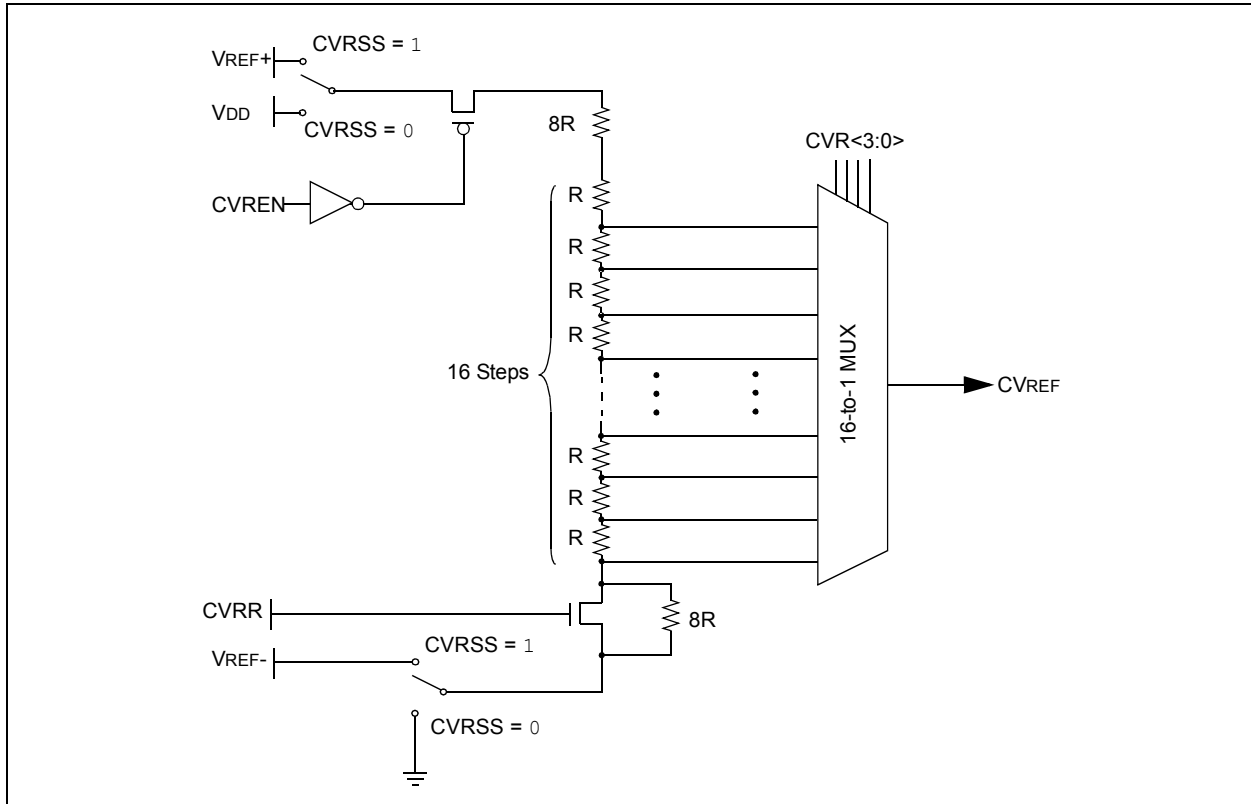 CVRSS = 1
VREF+
VDD
CVRSS = 0
8R
CVR<3:0>
CVREN
R
R
R
R
16 Steps
16-to-1 MUX
CVREF
R
R
R
CVRR
8R
CVRSS = 1
VREF-
CVRSS = 0